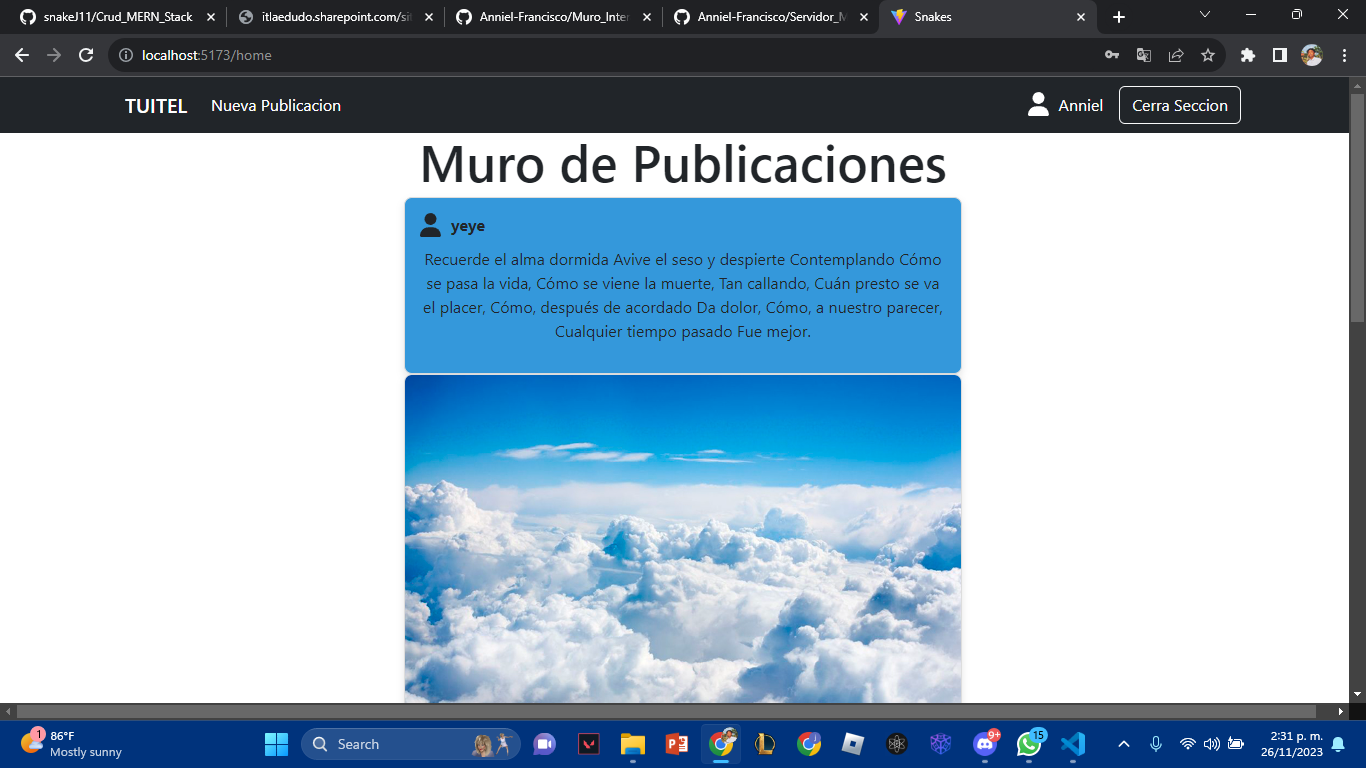 snakeJ11/Crud_MERN_Stack
itlaedudo.sharepoint.com/si
Anniel-Francisco/Muro_Inter
Anniel-Francisco/Servidor_M
Snakes
localhost:5173/home
TUITEL
Nueva Publicacion
Anniel
Cerra Seccion
Muro de Publicaciones
yeye
Recuerde el alma dormida Avive el seso y despierte Contemplando Cómo
se pasa la vida, Cómo se viene la muerte, Tan callando, Cuán presto se va
el placer, Cómo, después de acordado Da dolor, Cómo, a nuestro parecer,
Cualquier tiempo pasado Fue mejor.
1
86°F
Mostly sunny
Search
9+
15
2:31 p. m.
26/11/2023